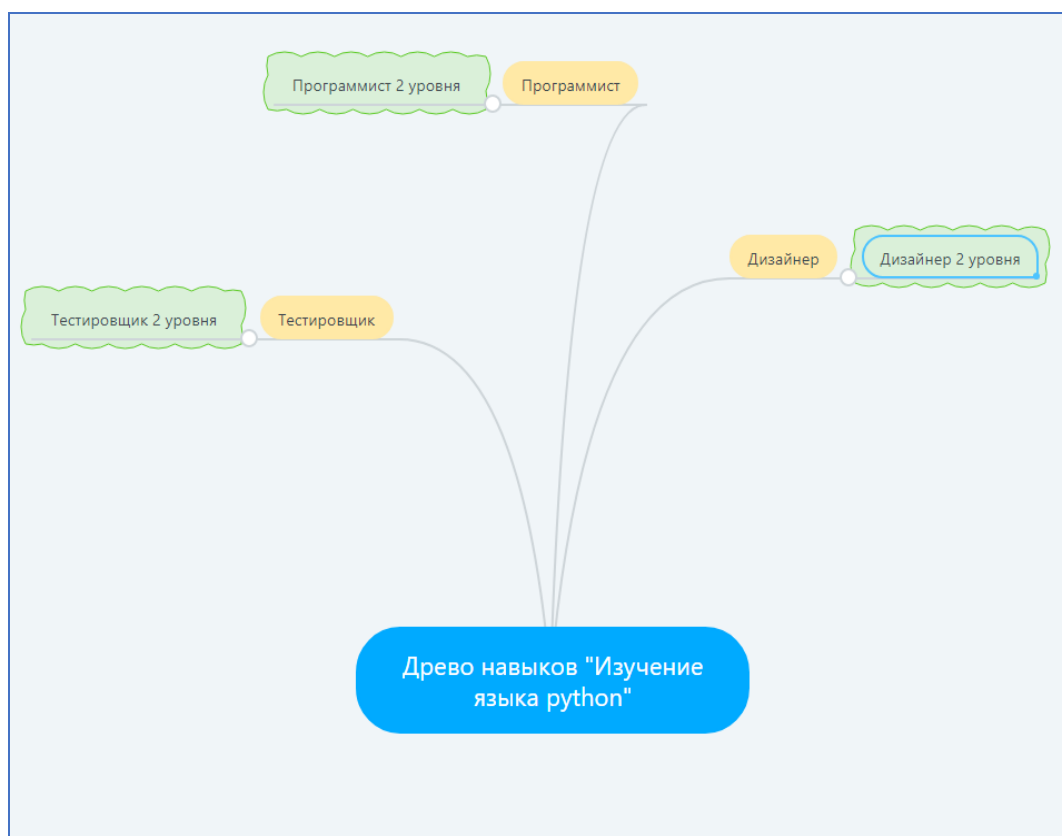 Программист 2 уровня
Программист
Дизайнер
Дизайнер 2 уровня
Тестировщик 2 уровня
Тестировщик
Древо навыков "Изучение
языка python"